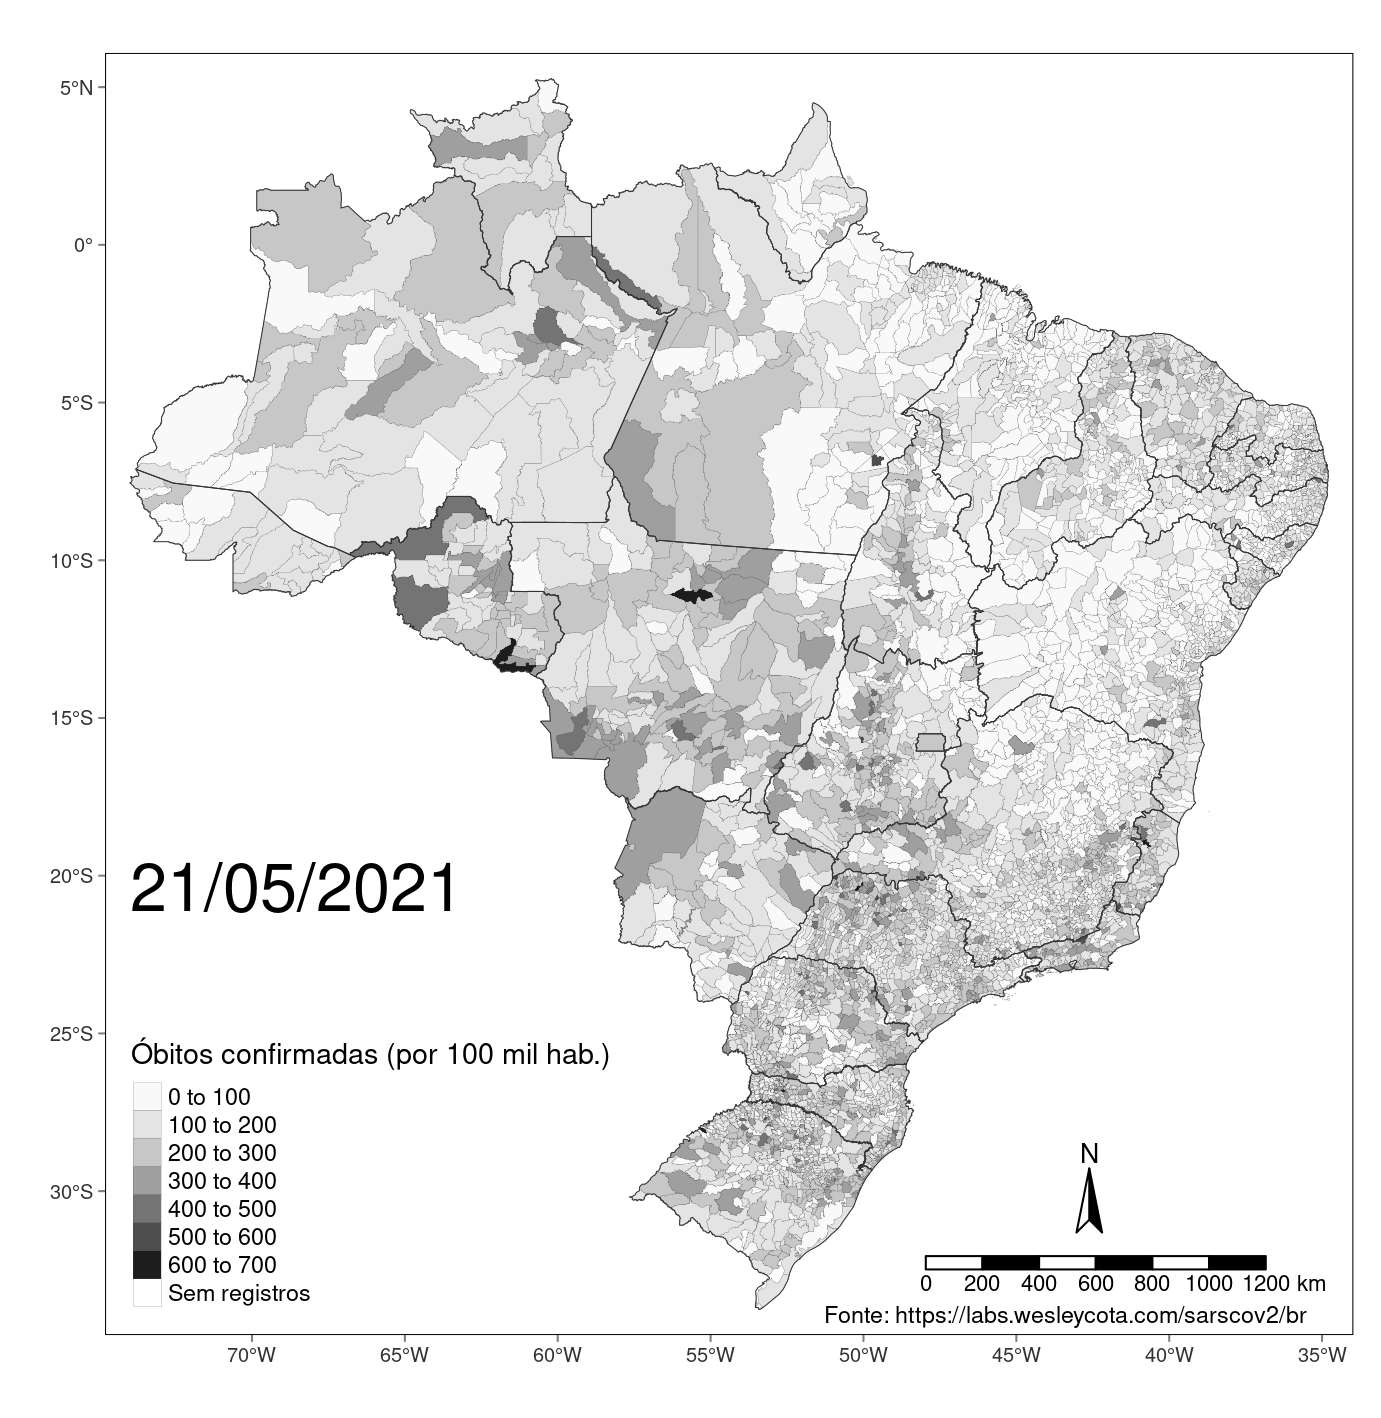 5°N
0°
5°S
10°S
15°S
20°S
25°S
30°S
21/05/2021
Óbitos confirmadas (por 100 mil hab.)
0 to 100
100 to 200
200 to 300
300 to 400
400 to 500
500 to 600
600 to 700
Sem registros
N
0 200 400 600 800 1000 1200 km
Fonte: https://labs.wesleycota.com/sarscov2/br
70°W 65°W 60°W 55°W 50°W 45°W 40°W 35°W